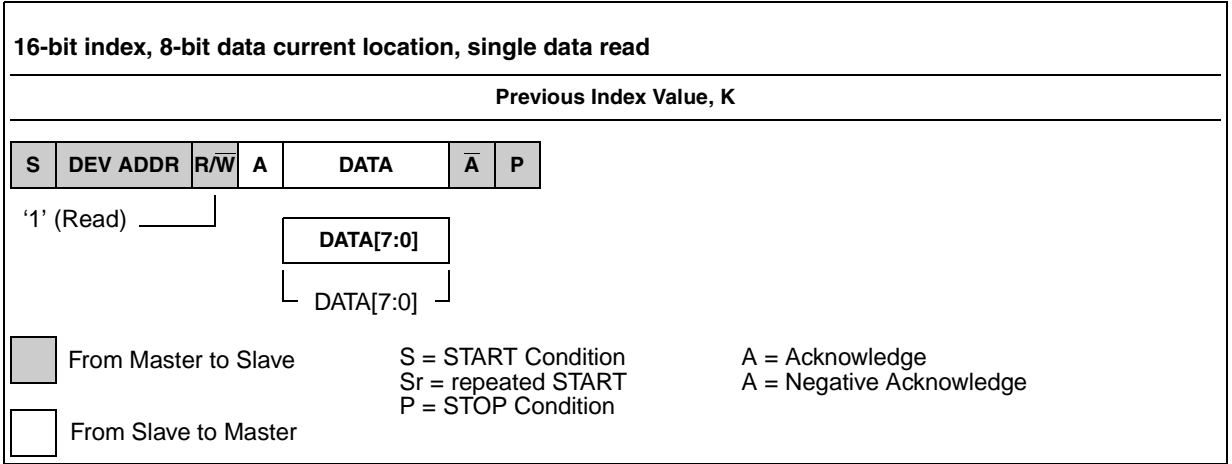 16-bit index, 8-bit data current location, single data read
Previous Index Value, K
S DEV ADDR R/W̅ A DATA A̅ P
‘1’ (Read)
DATA[7:0]
DATA[7:0]
From Master to Slave
S = START Condition
Sr = repeated START
P = STOP Condition
A = Acknowledge
A = Negative Acknowledge
From Slave to Master